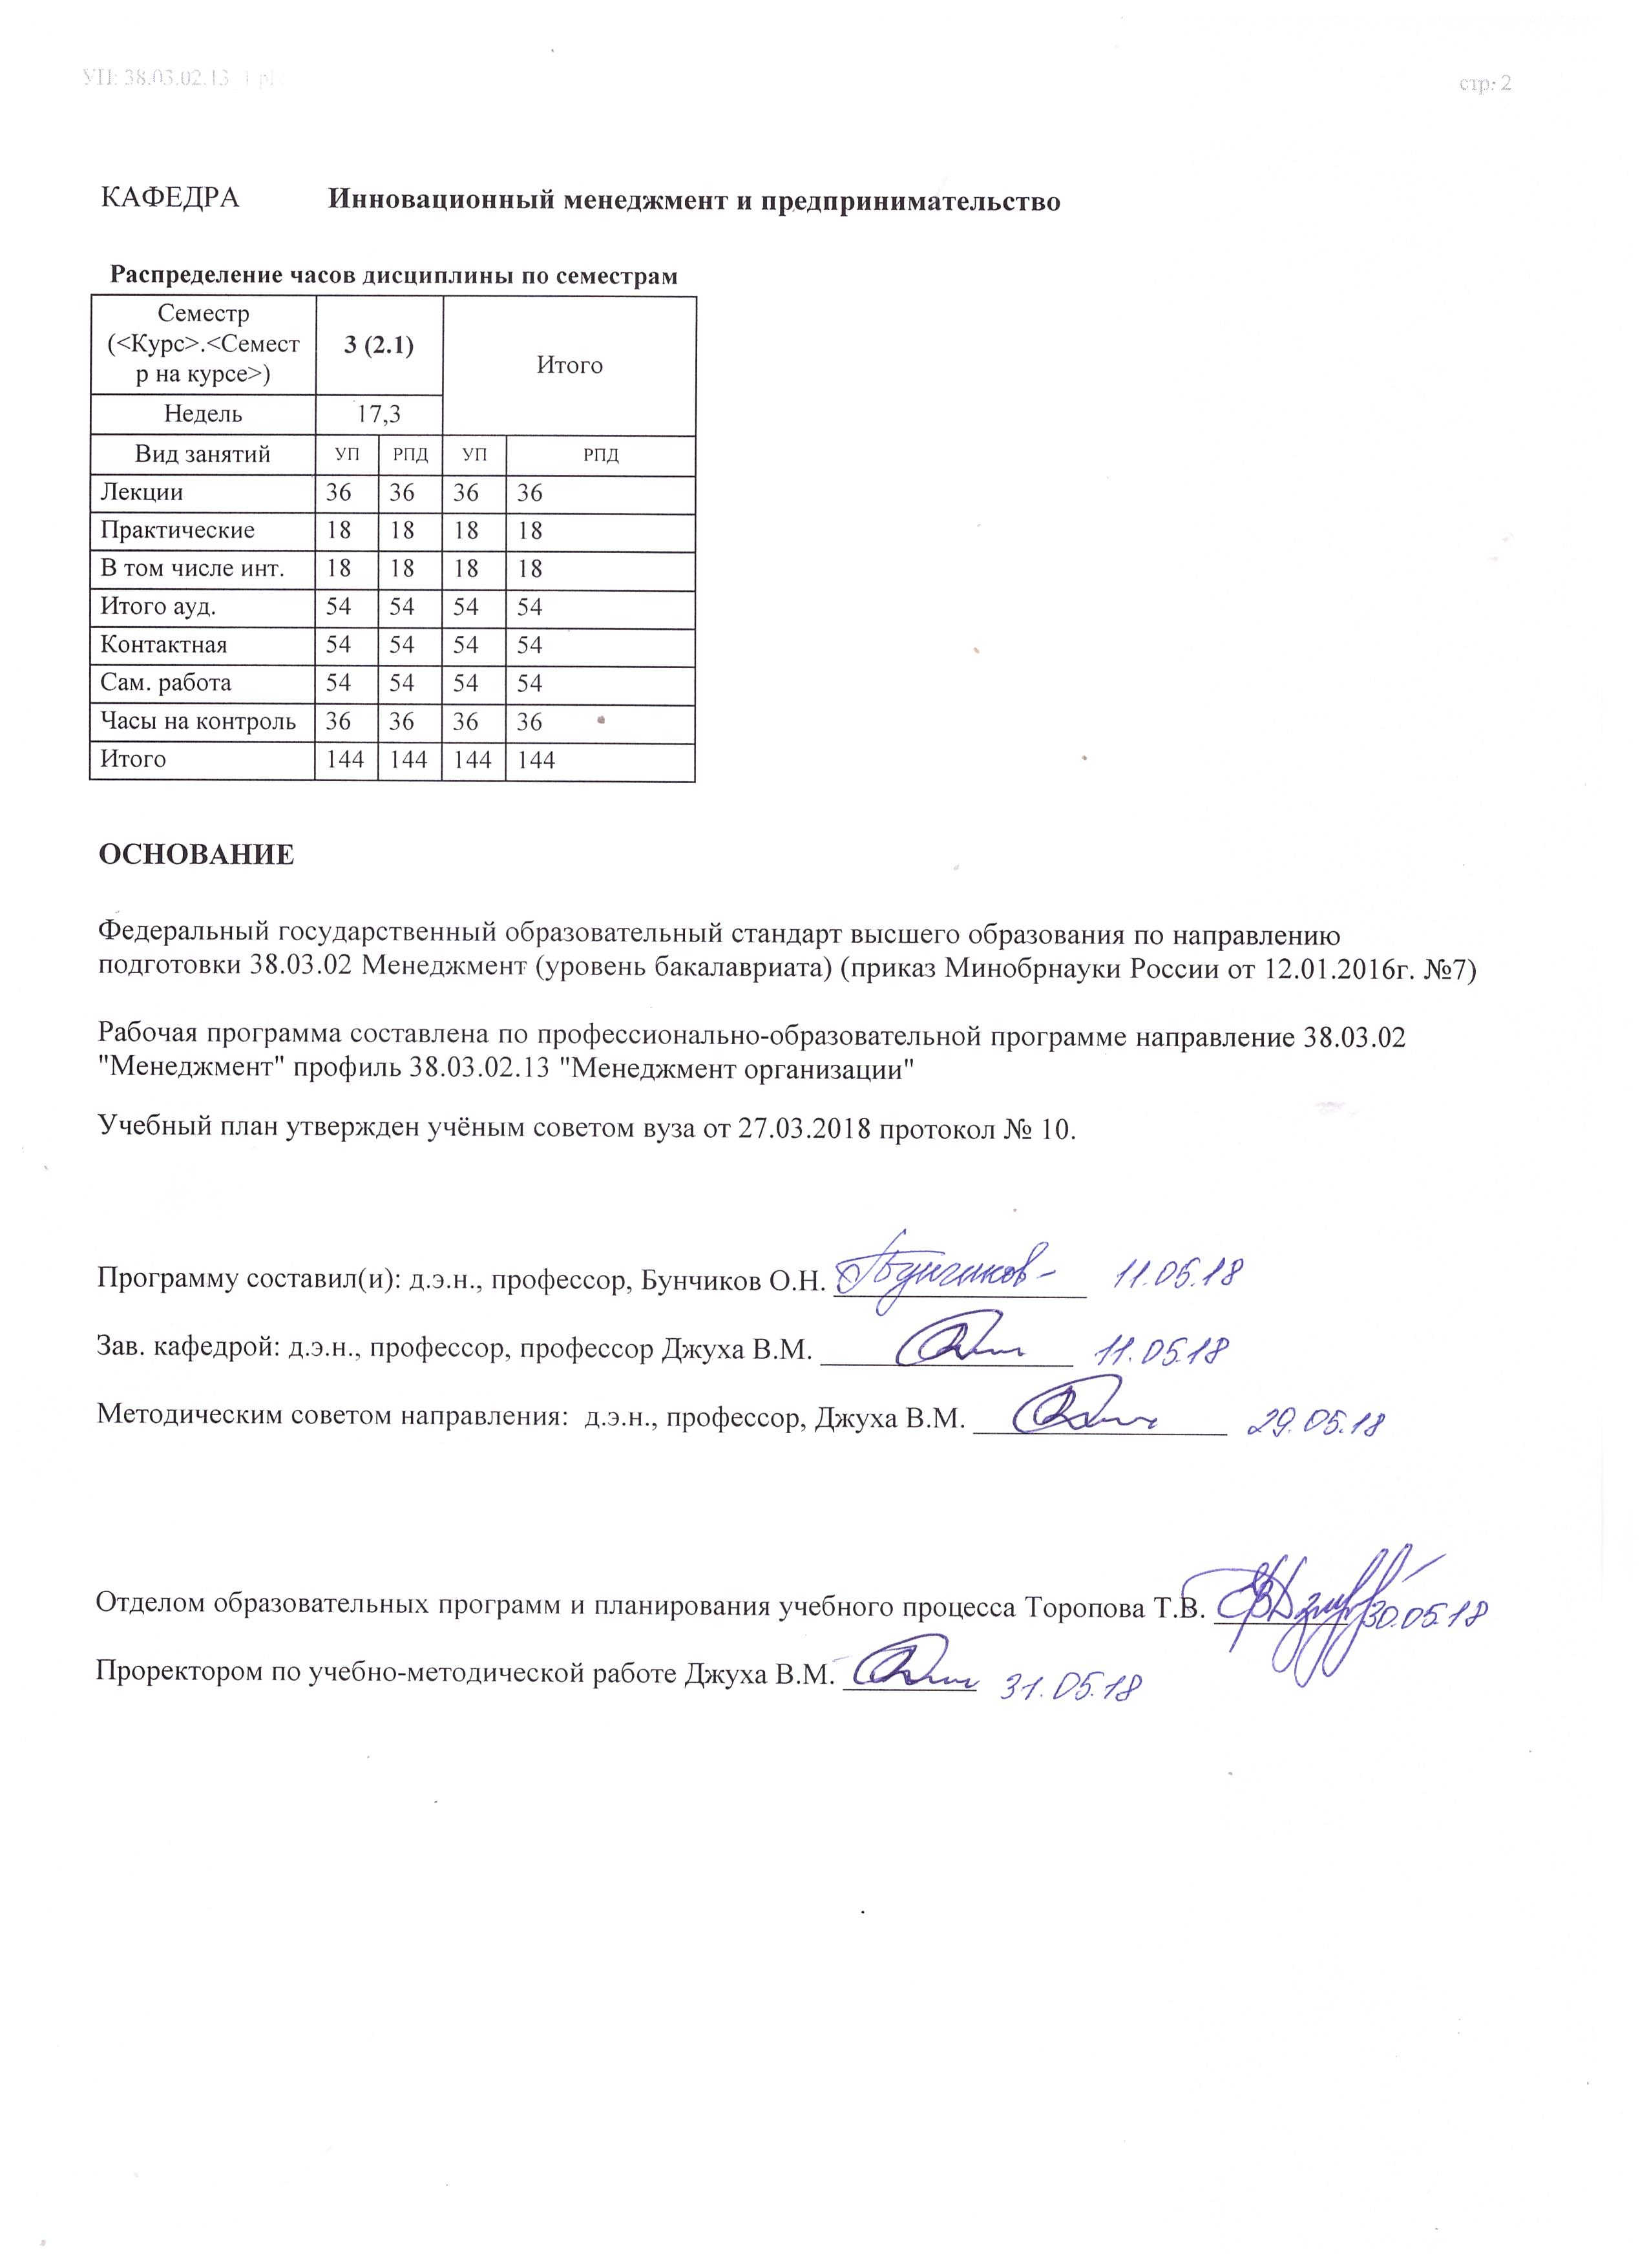 УП: 38.03.02.13
стр. 2
КАФЕДРА Инновационный менеджмент и предпринимательство
Распределение часов дисциплины по семестрам
Семестр
(<Курс>.<Семест
р на курсе>)
3 (2.1)
Итого
Недель 17,3
Вид занятий УП РПД УП РПД
Лекции 36 36 36 36
Практические 18 18 18 18
В том числе инт. 18 18 18 18
Итого ауд. 54 54 54 54
Контактная 54 54 54 54
Сам. работа 54 54 54 54
Часы на контроль 36 36 36 36
Итого 144 144 144 144
ОСНОВАНИЕ
Федеральный государственный образовательный стандарт высшего образования по направлению
подготовки 38.03.02 Менеджмент (уровень бакалавриата) (приказ Минобрнауки России от 12.01.2016г. №7)
Рабочая программа составлена по профессионально-образовательной программе направление 38.03.02
"Менеджмент" профиль 38.03.02.13 "Менеджмент организации"
Учебный план утвержден учёным советом вуза от 27.03.2018 протокол № 10.
Программу составил(и): д.э.н., профессор, Бунчиков О.Н. Бунчиков 11.05.18
Зав. кафедрой: д.э.н., профессор, профессор Джуха В.М. 11.05.18
Методическим советом направления: д.э.н., профессор, Джуха В.М. 29.05.18
Отделом образовательных программ и планирования учебного процесса Торопова Т.В. 30.05.18
Проректором по учебно-методической работе Джуха В.М. 31.05.18